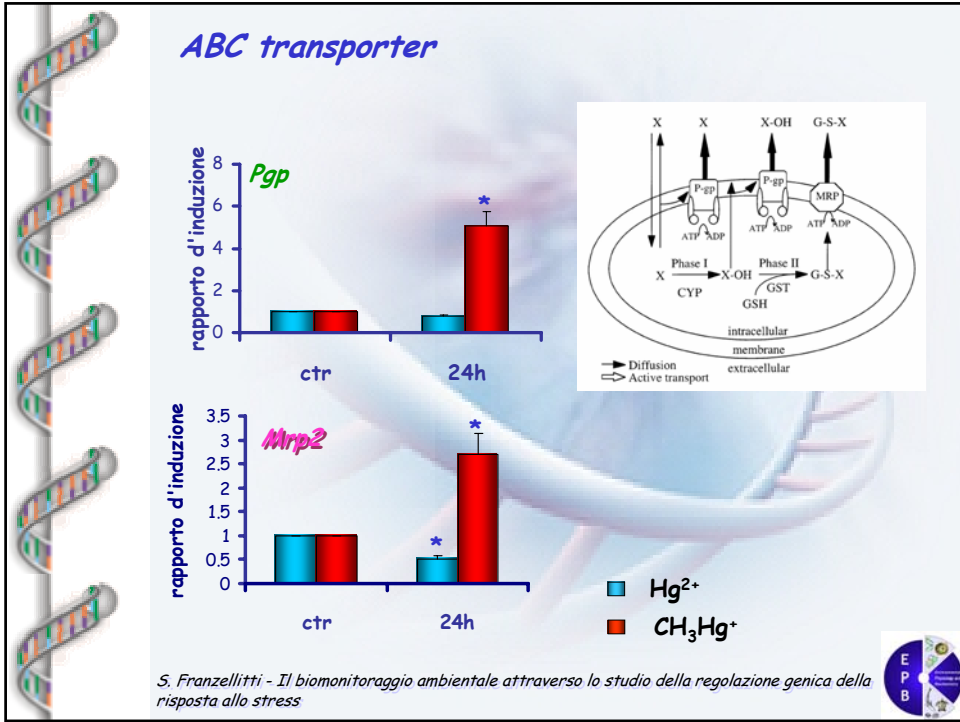 ABC transporter
Pgp
rapporto d'induzione
8
6
4
2
0
*
ctr 24h
X X X-OH G-S-X
P-gp P-gp MRP
ATP ADP ATP ADP ATP ADP
Phase I Phase II
X X-OH G-S-X
CYP GST
GSH
intracellular
membrane
extracellular
Diffusion
Active transport
Mrp2
rapporto d'induzione
3.5
3
2.5
2
1.5
1
0.5
0
*
*
ctr 24h
Hg²⁺
CH₃Hg⁺
S. Franzellitti - Il biomonitoraggio ambientale attraverso lo studio della regolazione genica della
risposta allo stress
E
P
B